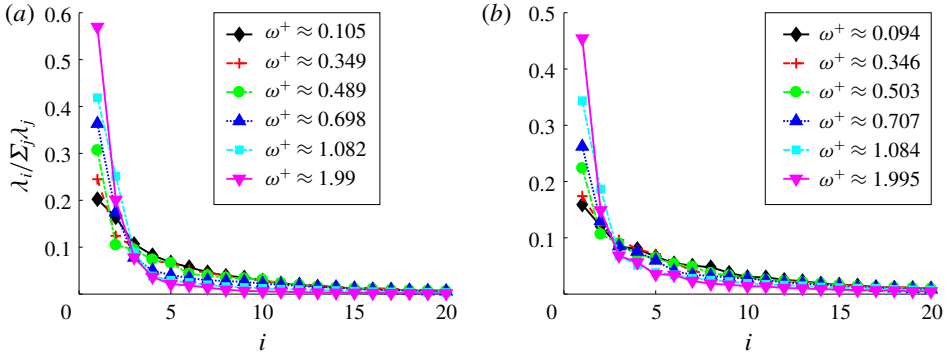 (a)
0.6
0.5
0.4
0.3
0.2
0.1
0
5
10
15
20
λi/Σjλj
i
ω+ ≈ 0.105
ω+ ≈ 0.349
ω+ ≈ 0.489
ω+ ≈ 0.698
ω+ ≈ 1.082
ω+ ≈ 1.99
(b)
0.5
0.4
0.3
0.2
0.1
0
5
10
15
20
i
ω+ ≈ 0.094
ω+ ≈ 0.346
ω+ ≈ 0.503
ω+ ≈ 0.707
ω+ ≈ 1.084
ω+ ≈ 1.995